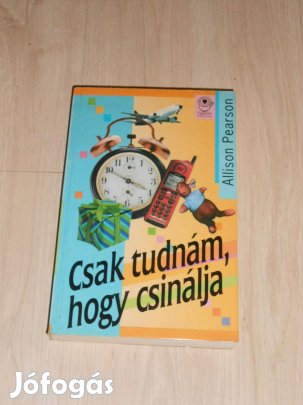 Allison Pearson
Csak tudnám,
hogy csinálja
Jófogás